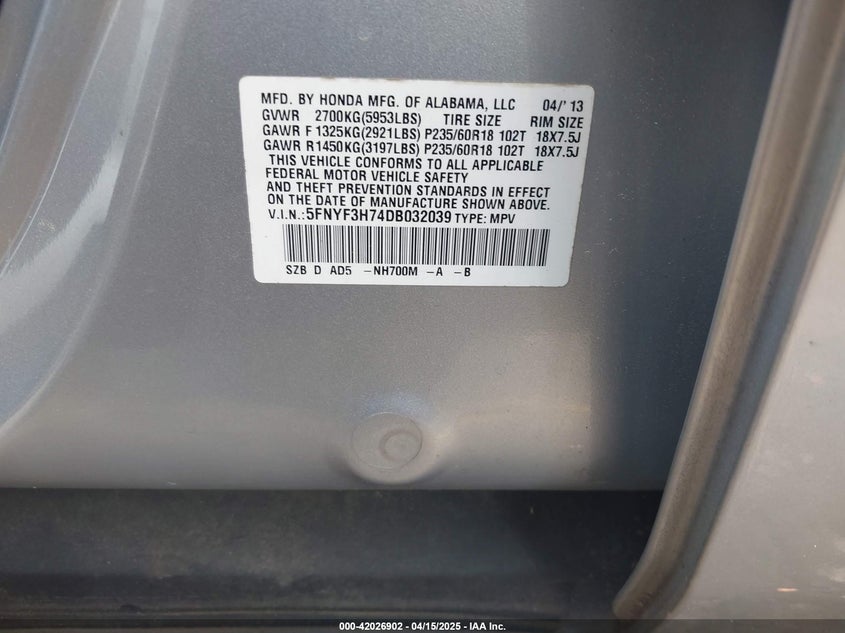 MFD. BY HONDA MFG. OF ALABAMA, LLC 04/'13
GVWR 2700KG(5953LBS) TIRE SIZE RIM SIZE
GAWR F 1325KG(2921LBS) P235/60R18 102T 18X7.5J
GAWR R 1450KG(3197LBS) P235/60R18 102T 18X7.5J
THIS VEHICLE CONFORMS TO ALL APPLICABLE
FEDERAL MOTOR VEHICLE SAFETY
AND THEFT PREVENTION STANDARDS IN EFFECT
ON THE DATE OF MANUFACTURE SHOWN ABOVE.
V.I.N.: 5FNYF3H74DB032039 TYPE: MPV
SZB D AD5 -NH700M -A -B
000-42026902 - 04/15/2025 - IAA Inc.